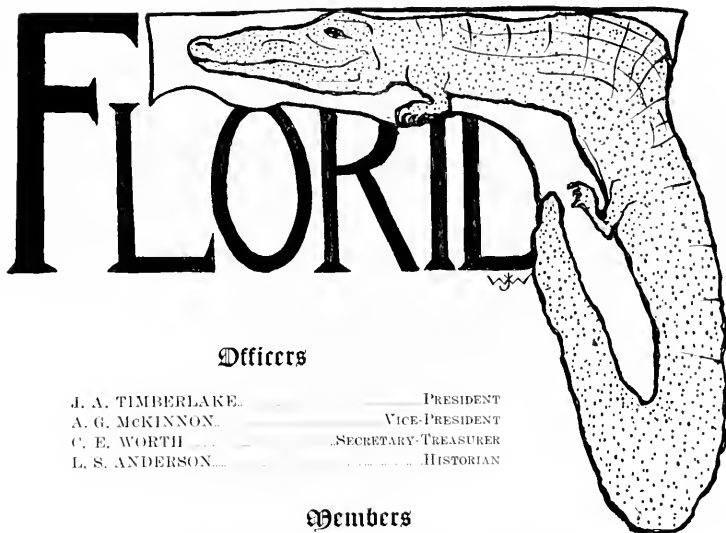 FLORID
Officers
J. A. TIMBERLAKE PRESIDENT
A. G. MCKINNON VICE-PRESIDENT
C. E. WORTH SECRETARY-TREASURER
L. S. ANDERSON HISTORIAN
Members